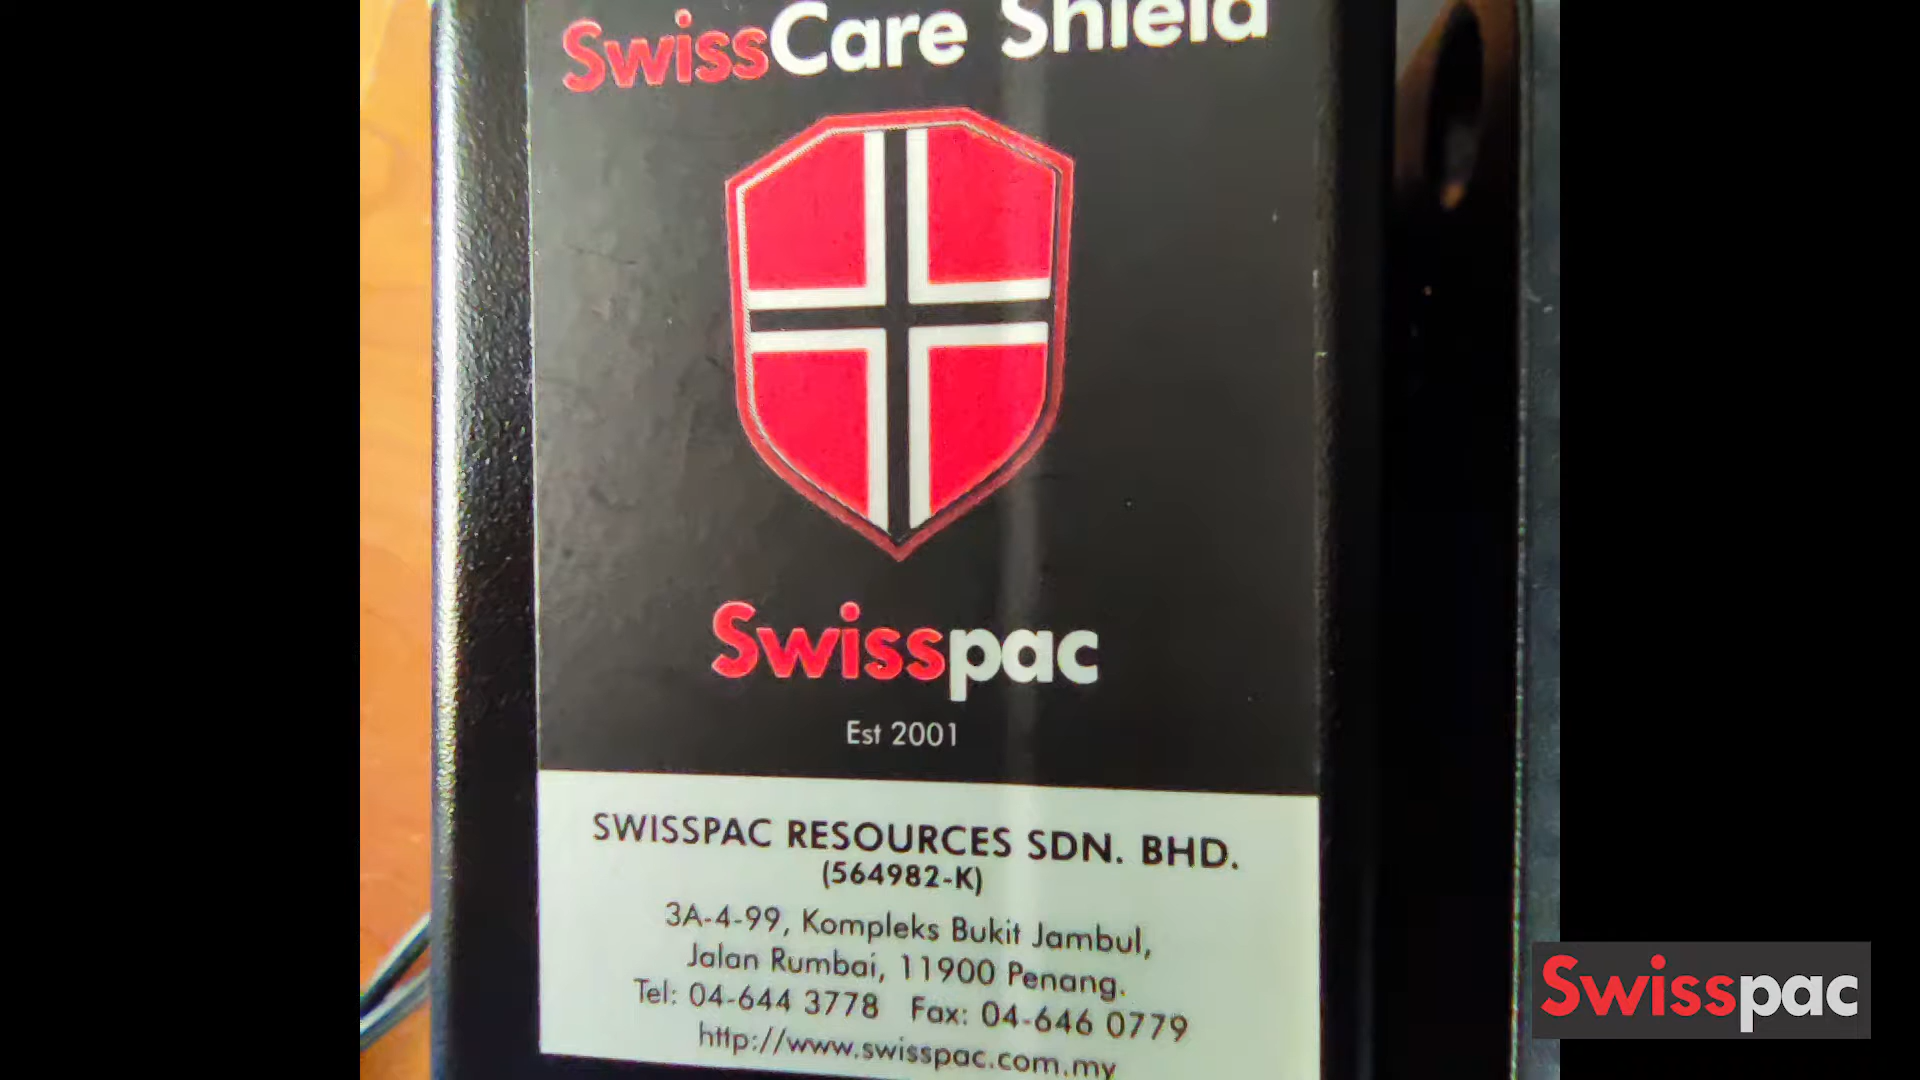 SwissCare Shield
Swisspac
Est 2001
SWISSPAC RESOURCES SDN. BHD.
(564982-K)
3A-4-99, Kompleks Bukit Jambul,
Jalan Rumbai, 11900 Penang.
Tel: 04-644 3778 Fax: 04-646 0779
http://www.swisspac.com.my
Swisspac